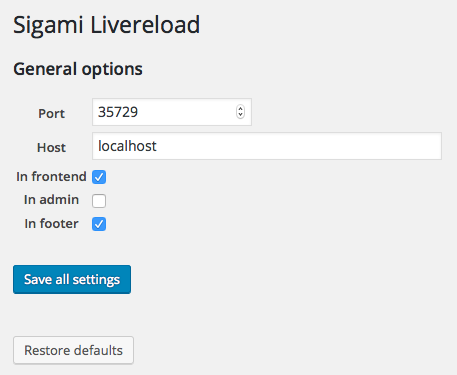 Sigami Livereload
General options
Port 35729
Host localhost
In frontend
In admin
In footer
Save all settings
Restore defaults